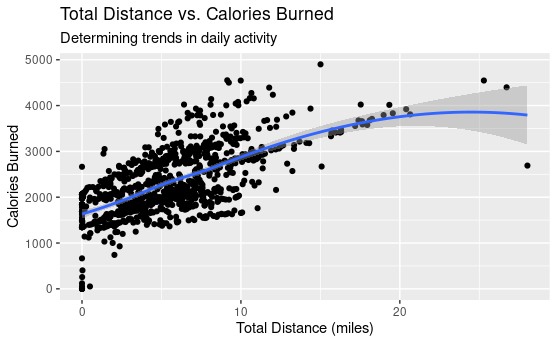 Total Distance vs. Calories Burned
Determining trends in daily activity
Calories Burned
5000
4000
3000
2000
1000
0
0 10 20
Total Distance (miles)